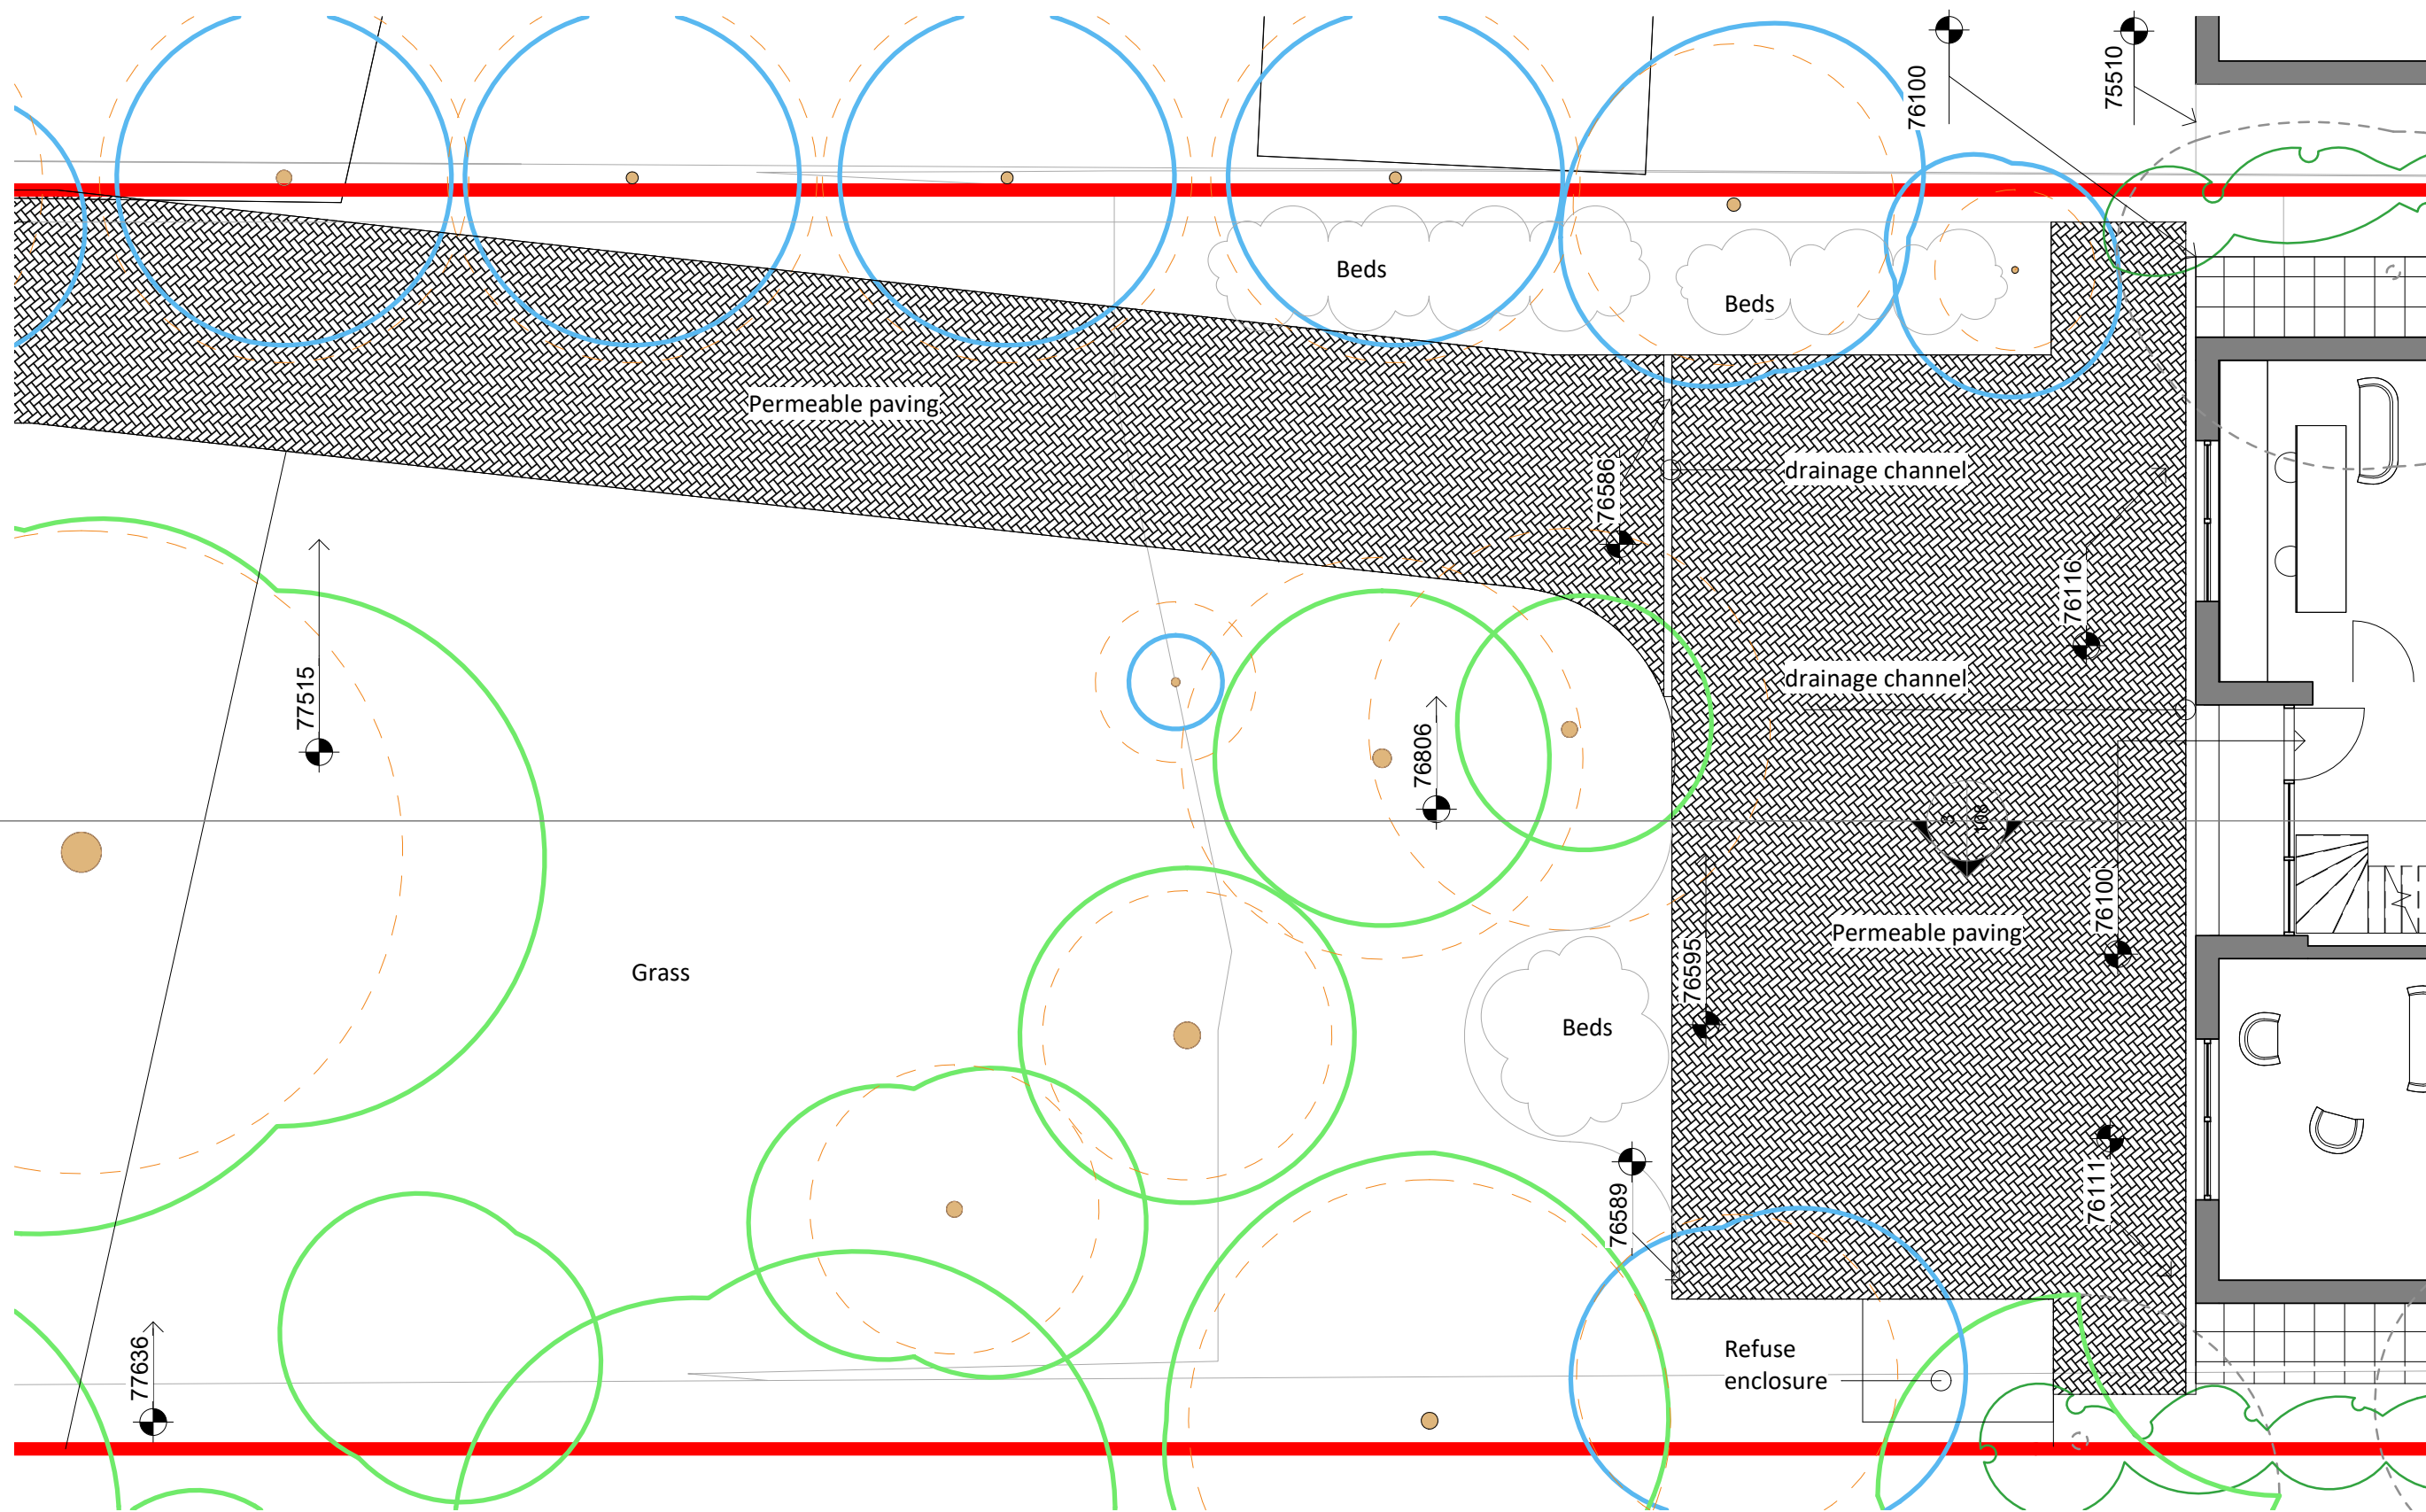 76100
75510
Beds
Beds
Permeable paving
76586
drainage channel
76116
drainage channel
77515
76806
108
76100
Permeable paving
76595
Grass
Beds
76111
76589
Refuse
enclosure
77636